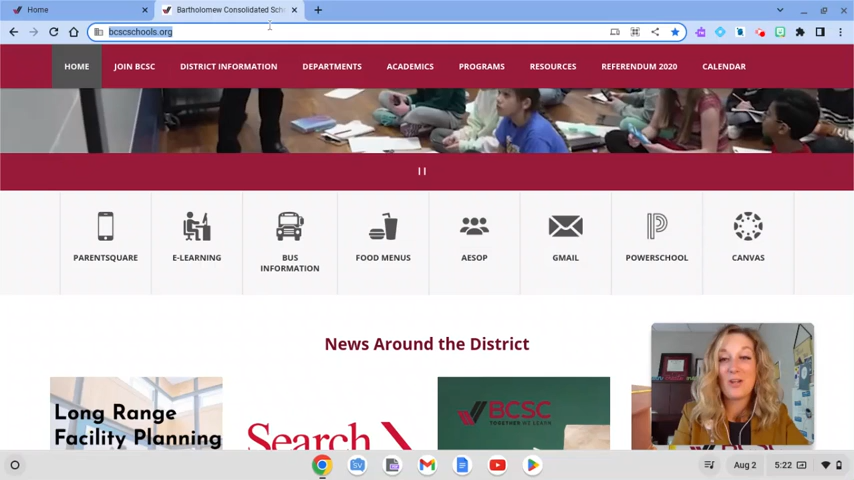 Home
Bartholomew Consolidated Sch
bcscschools.org
HOME
JOIN BCSC
DISTRICT INFORMATION
DEPARTMENTS
ACADEMICS
PROGRAMS
RESOURCES
REFERENDUM 2020
CALENDAR
PARENTSQUARE
E-LEARNING
BUS
INFORMATION
FOOD MENUS
AESOP
GMAIL
POWERSCHOOL
CANVAS
News Around the District
Long Range
Facility Planning
Search
BCSC
TOGETHER WE LEARN
SV
Aug 2
5:22